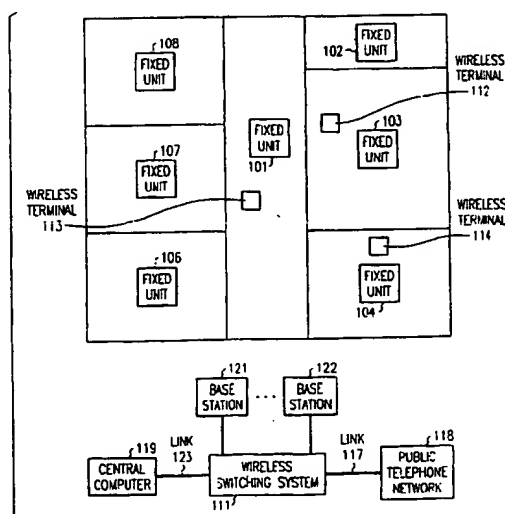 108
FIXED
UNIT
102
FIXED
UNIT
WIRELESS
TERMINAL
112
107
FIXED
UNIT
FIXED
UNIT
101
103
FIXED
UNIT
WIRELESS
TERMINAL
113
WIRELESS
TERMINAL
114
106
FIXED
UNIT
FIXED
UNIT
104
121
BASE
STATION
...
122
BASE
STATION
119
CENTRAL
COMPUTER
LINK
123
WIRELESS
SWITCHING SYSTEM
111
LINK
117
118
PUBLIC
TELEPHONE
NETWORK